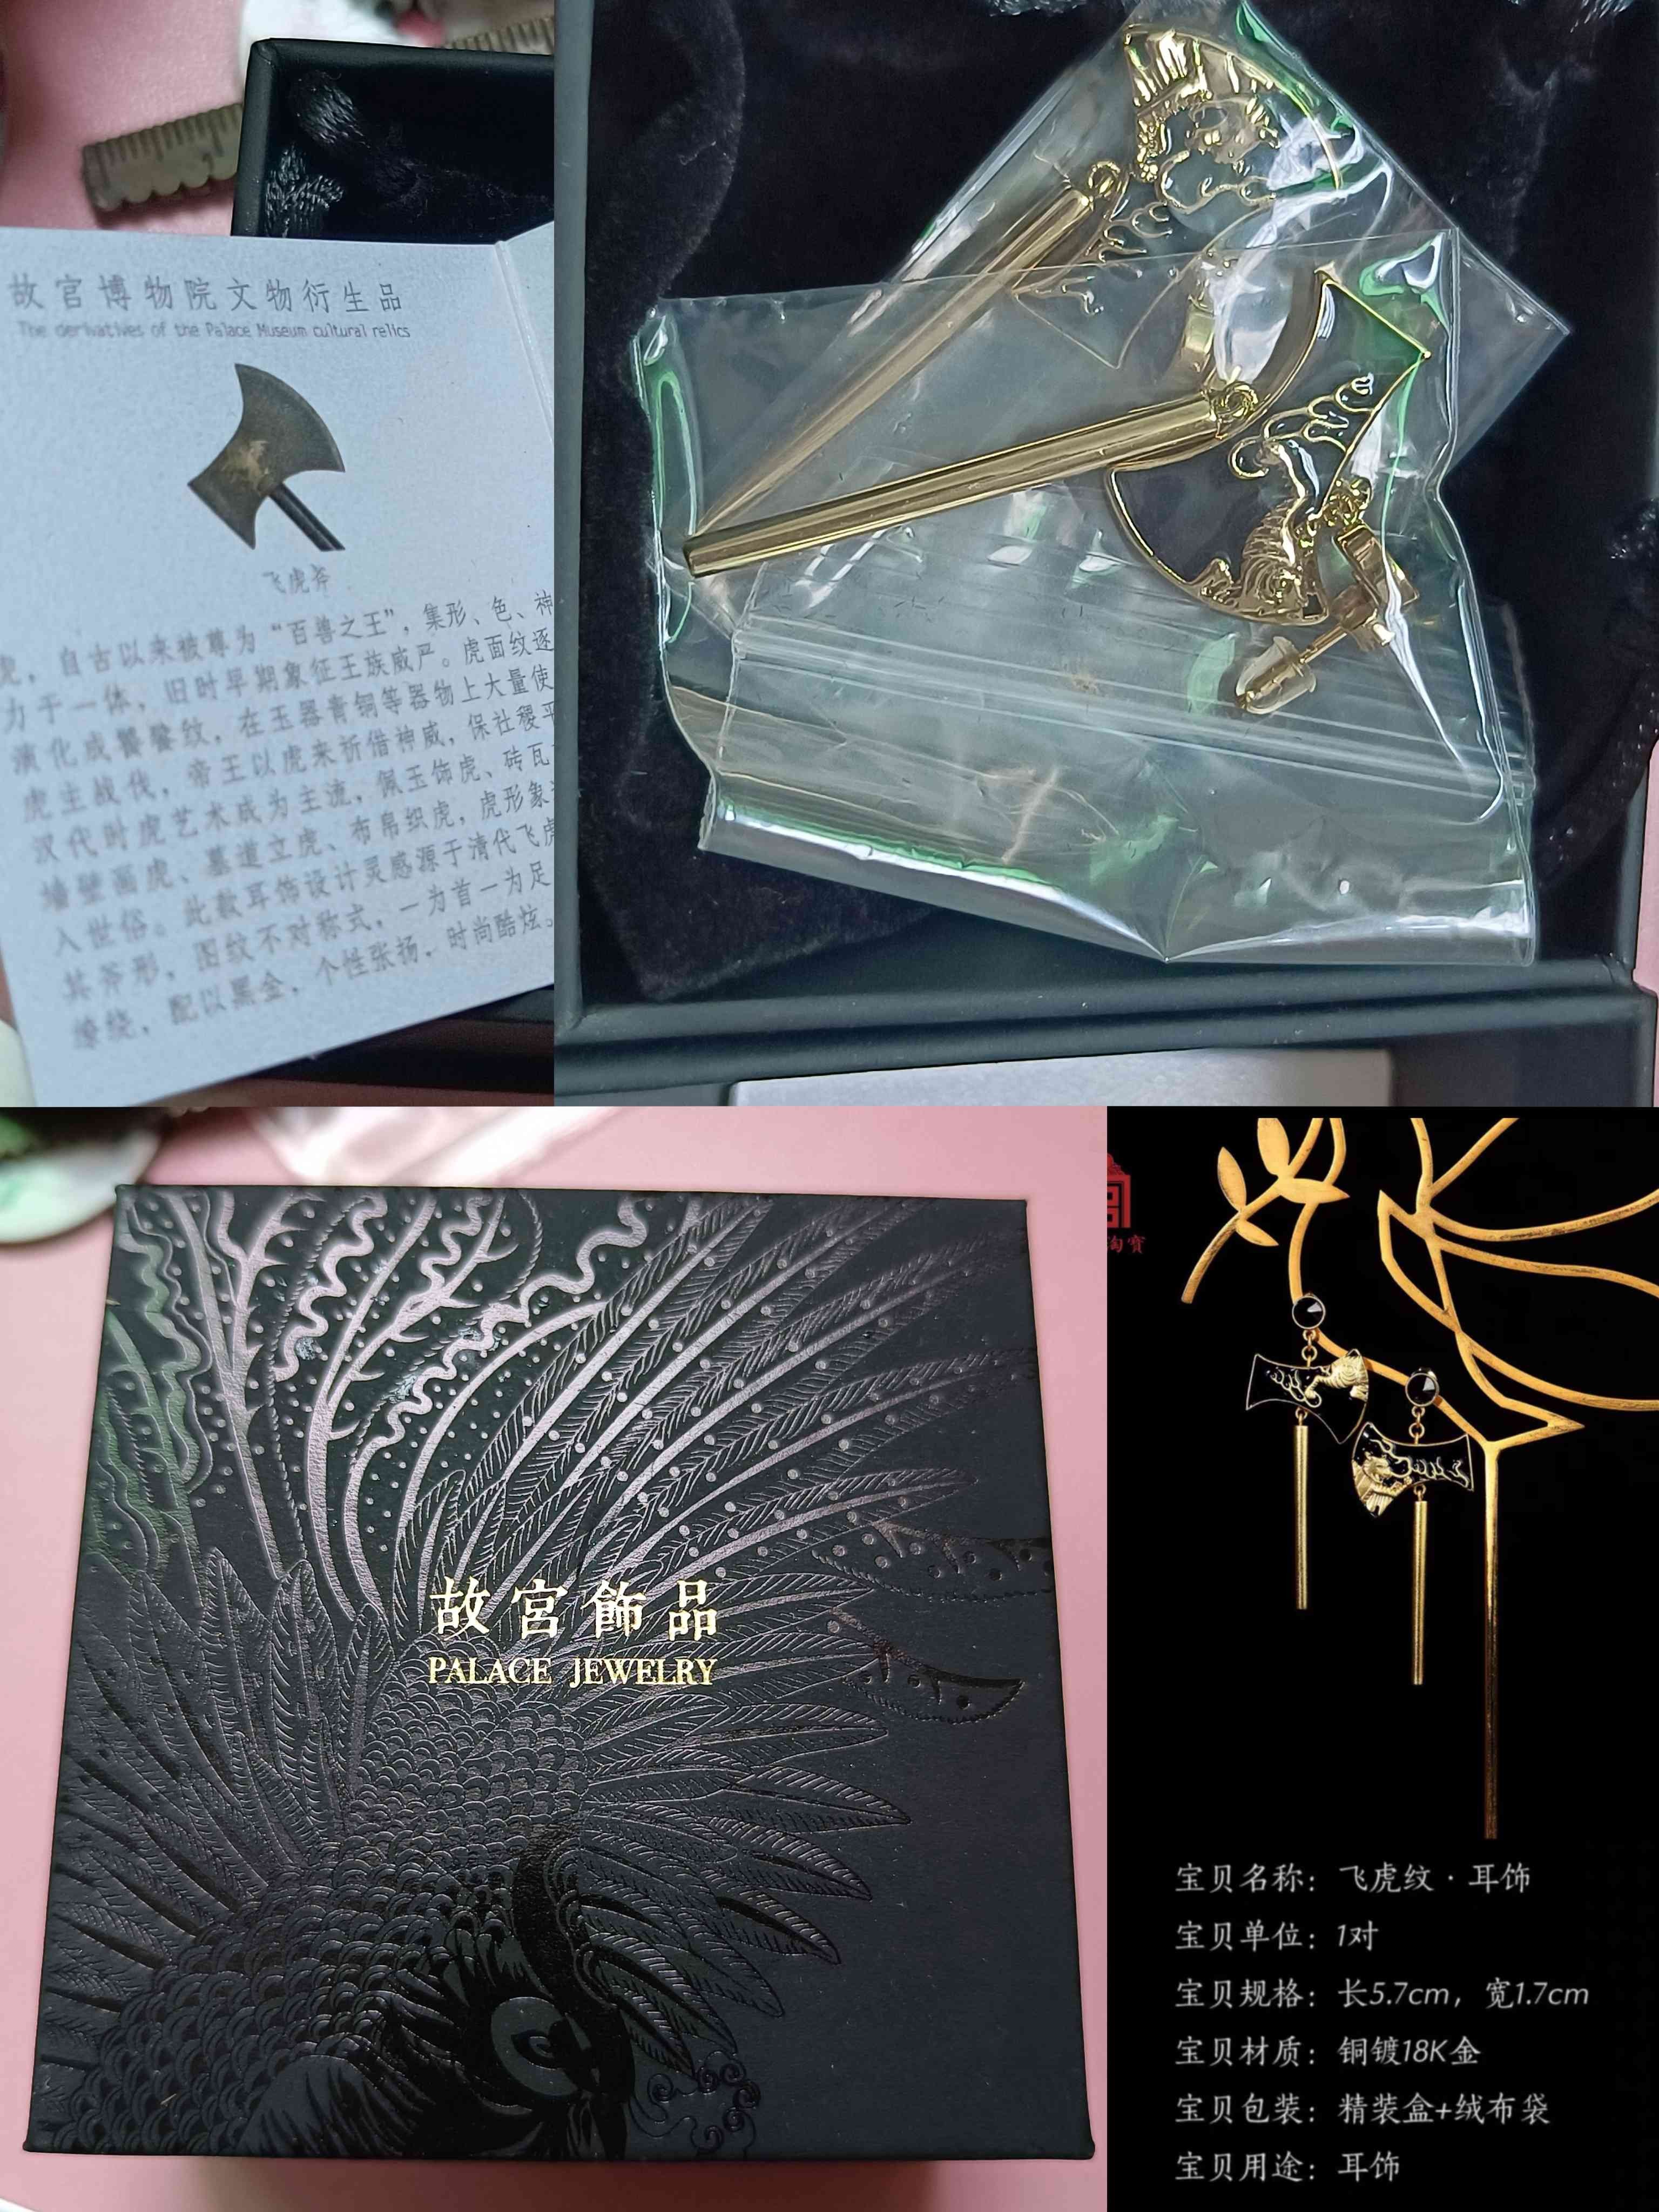 故宫博物院文物衍生品
The derivatives of the Palace Museum cultural relics
飞虎斧
虎，自古以来被尊为“百兽之王”，集形、色、神
力于一体，旧时早期象征王族威严。虎面纹逐
演化成饕餮纹，在玉器青铜等器物上大量使
虎主战伐，帝王以虎来祈借神威，保社稷平
汉代时虎艺术成为主流，佩玉饰虎、砖瓦
墙壁画虎、墓道立虎、布帛织虎，虎形象
入世俗。此款耳饰设计灵感源于清代飞虎
其斧形，图纹不对称式，一为首一为足
缭绕，配以黑金，个性张扬，时尚酷炫。
故宮飾品
PALACE JEWELRY
淘寳
宝贝名称：飞虎纹·耳饰
宝贝单位：1对
宝贝规格：长5.7cm，宽1.7cm
宝贝材质：铜镀18K金
宝贝包装：精装盒+绒布袋
宝贝用途：耳饰